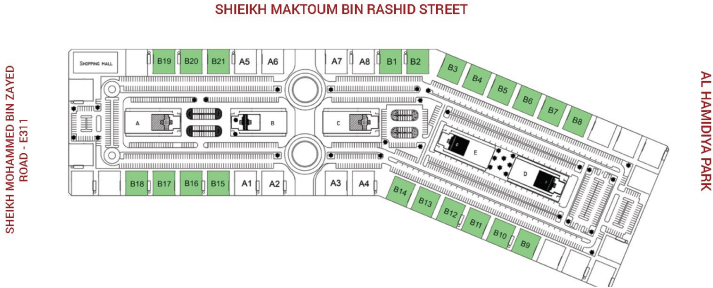 SHIEIKH MAKTOUM BIN RASHID STREET
SHEIKH MOHAMMED BIN ZAYED
ROAD - E311
AL HAMIDIYA PARK
SHOPPING MALL
B19 B20 B21 A5 A6 A7 A8 B1 B2
B3 B4 B5 B6 B7 B8
A B C
E D
B18 B17 B16 B15 A1 A2 A3 A4
B14 B13 B12 B11 B10 B9